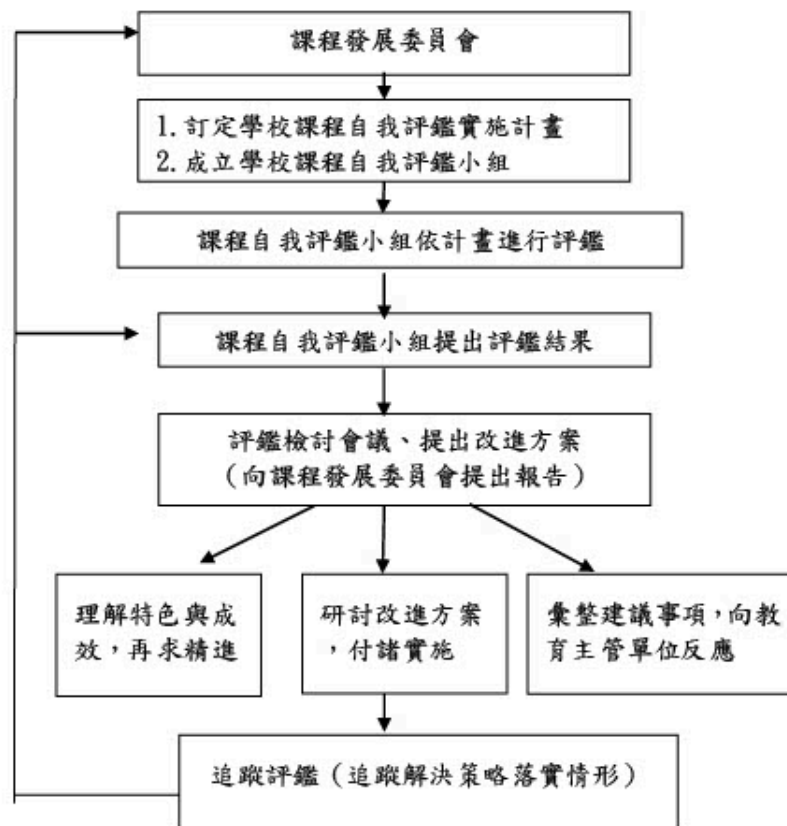 課程發展委員會
1.訂定學校課程自我評鑑實施計畫
2.成立學校課程自我評鑑小組
課程自我評鑑小組依計畫進行評鑑
課程自我評鑑小組提出評鑑結果
評鑑檢討會議、提出改進方案
(向課程發展委員會提出報告)
理解特色與成
效，再求精進
研討改進方案
，付諸實施
彙整建議事項，向教
育主管單位反應
追蹤評鑑(追蹤解決策略落實情形)